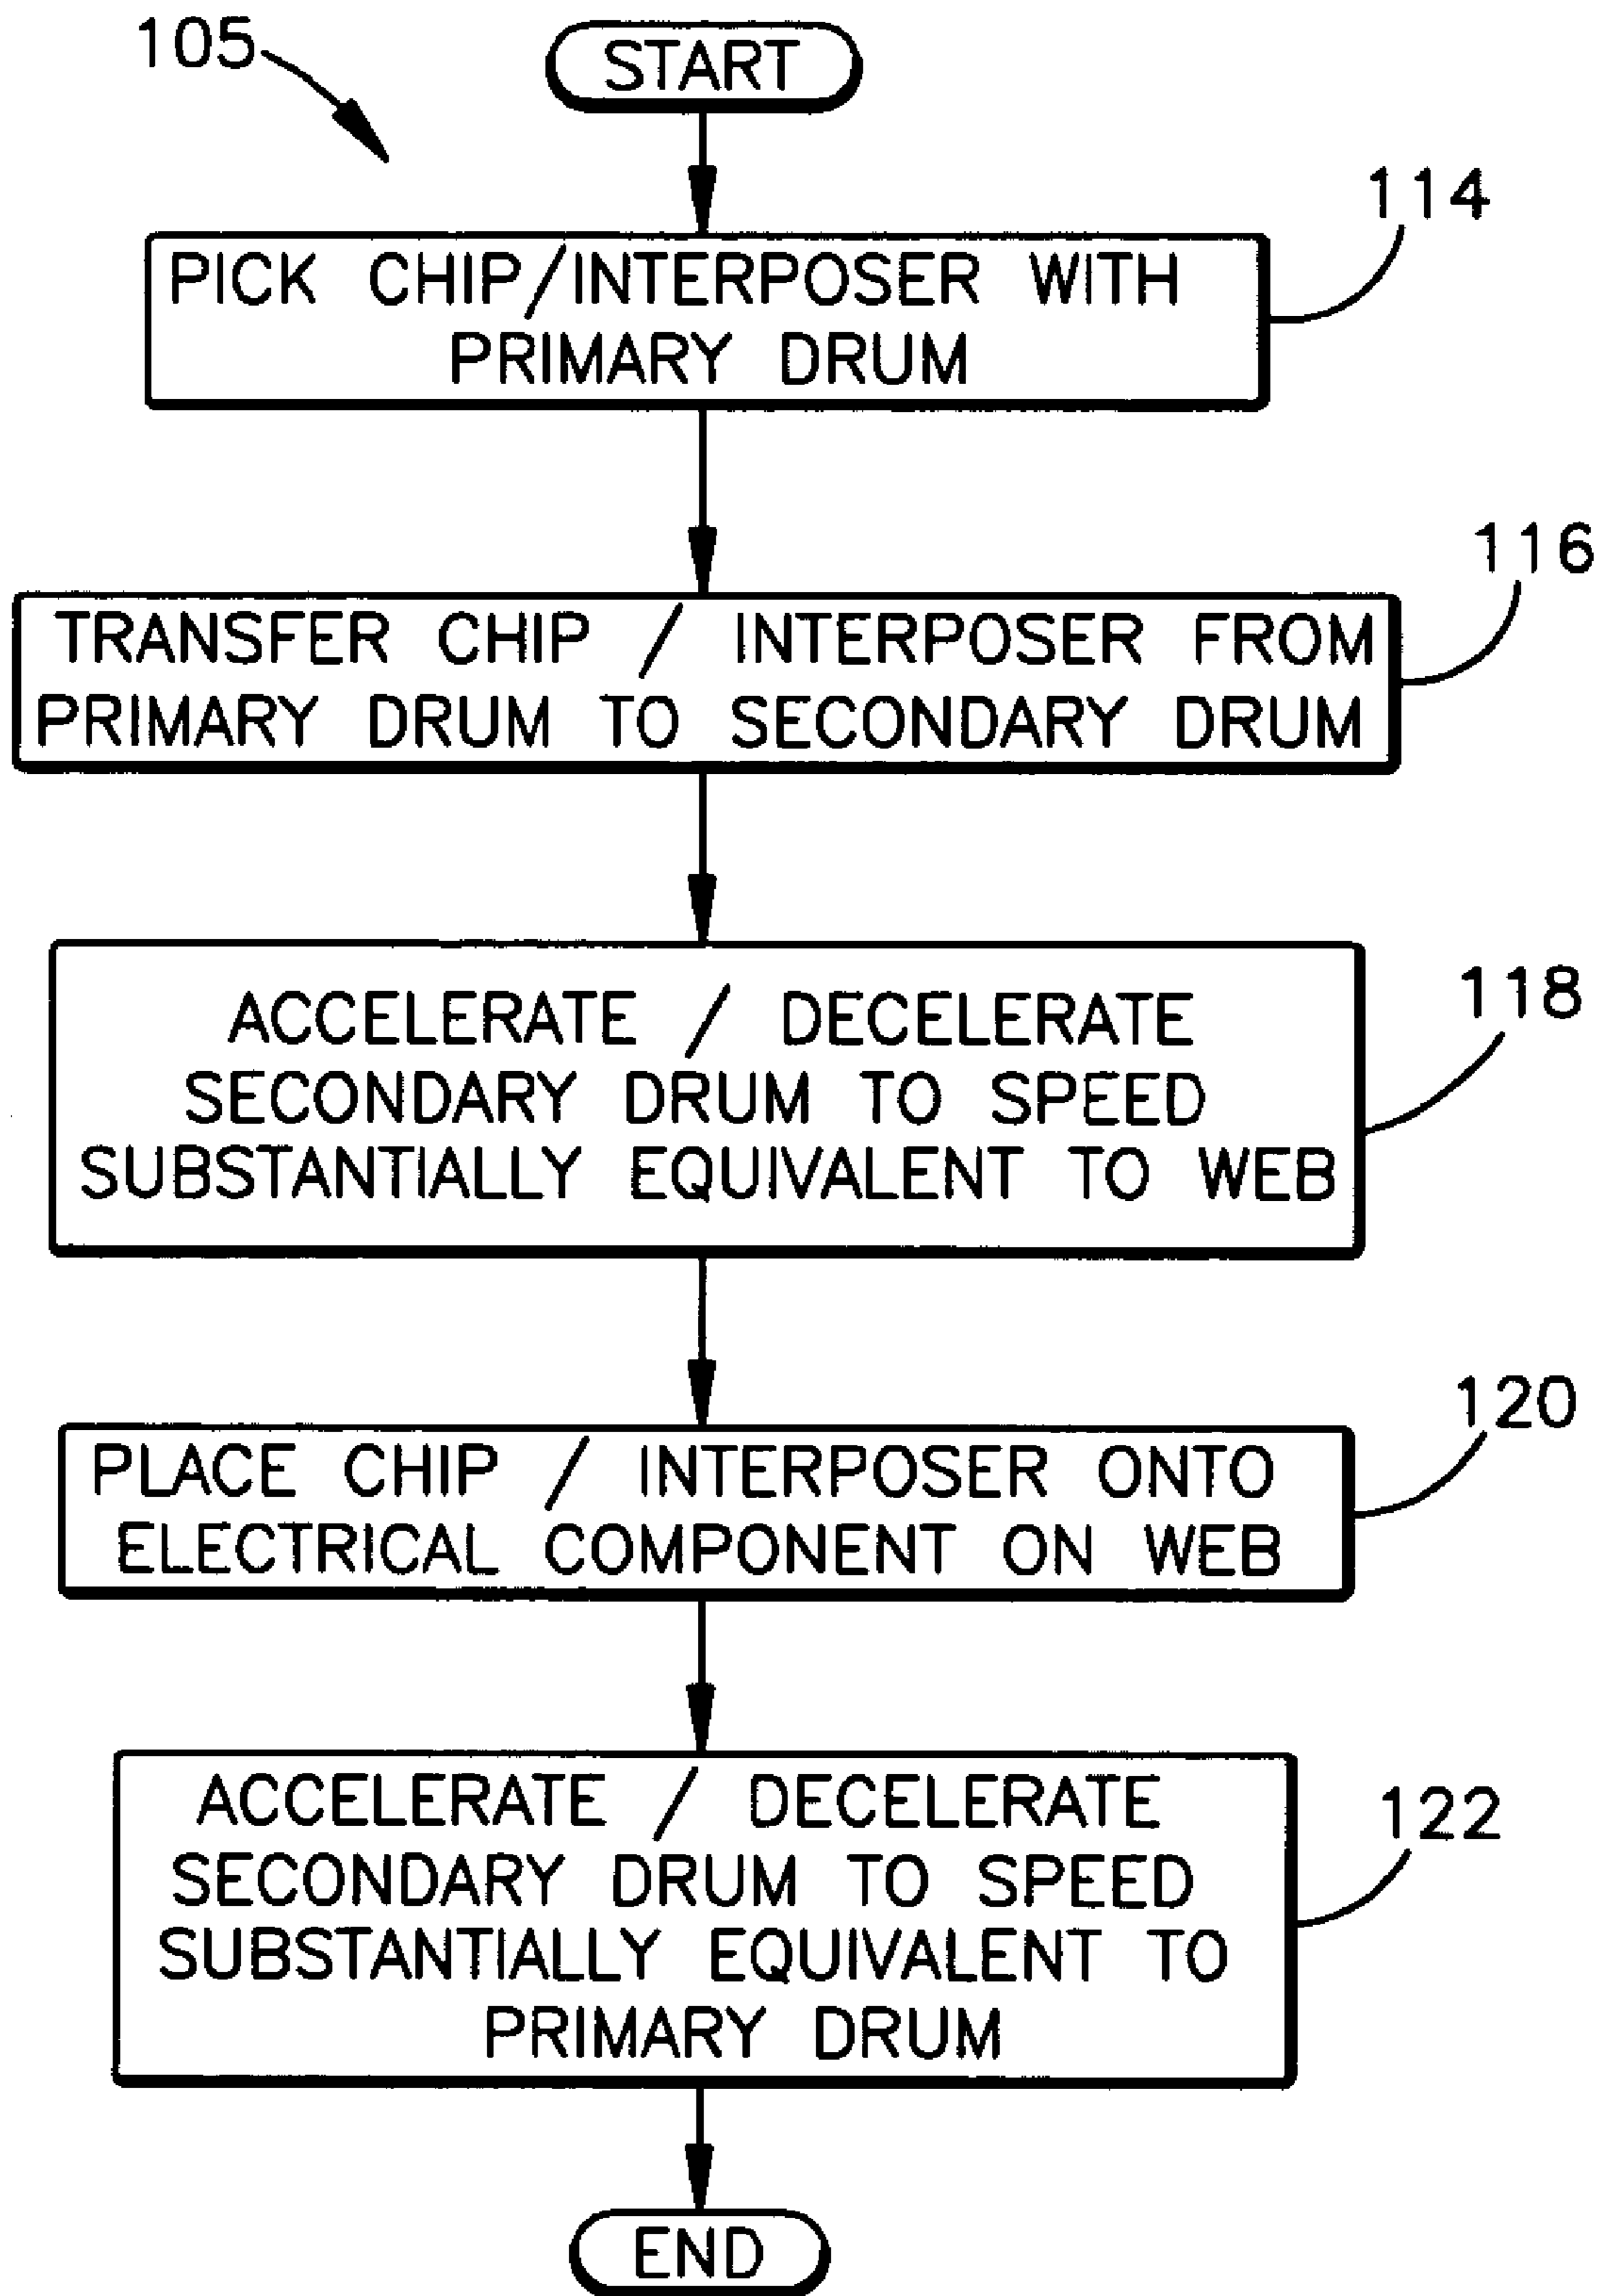 105
START
114
PICK CHIP/INTERPOSER WITH
PRIMARY DRUM
116
TRANSFER CHIP / INTERPOSER FROM
PRIMARY DRUM TO SECONDARY DRUM
118
ACCELERATE / DECELERATE
SECONDARY DRUM TO SPEED
SUBSTANTIALLY EQUIVALENT TO WEB
120
PLACE CHIP / INTERPOSER ONTO
ELECTRICAL COMPONENT ON WEB
122
ACCELERATE / DECELERATE
SECONDARY DRUM TO SPEED
SUBSTANTIALLY EQUIVALENT TO
PRIMARY DRUM
END